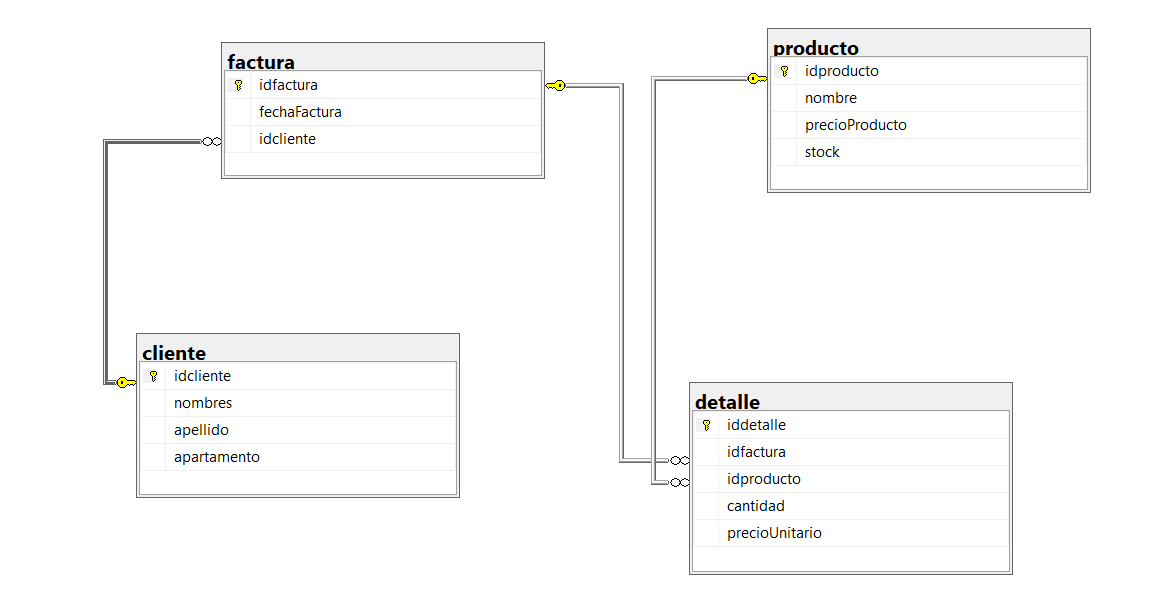 factura
idfactura
fechaFactura
idcliente
producto
idproducto
nombre
precioProducto
stock
cliente
idcliente
nombres
apellido
apartamento
detalle
iddetalle
idfactura
idproducto
cantidad
precioUnitario